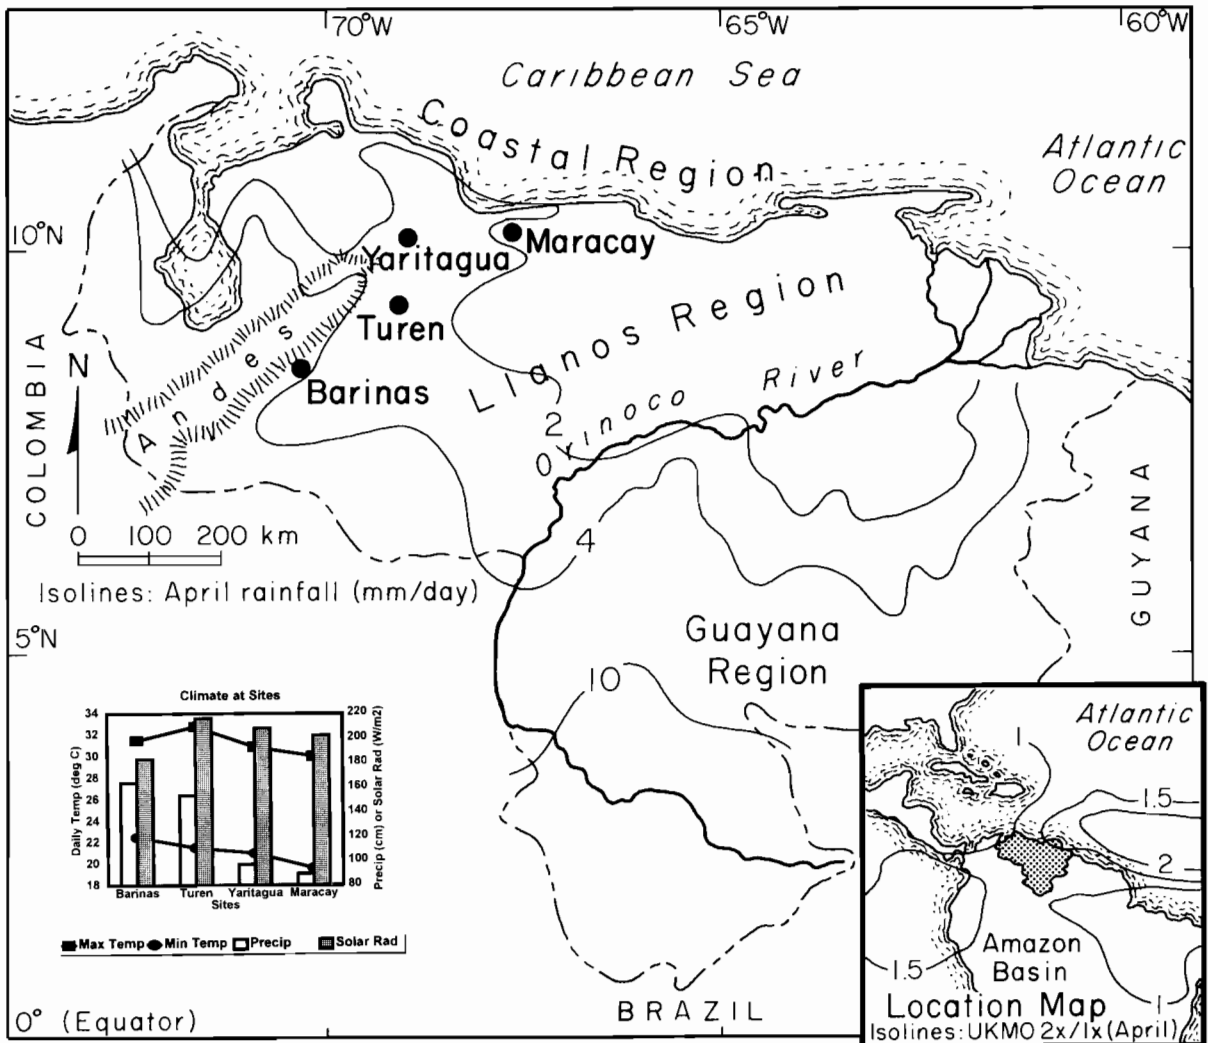 70°W
65°W
60°W
Caribbean Sea
Coastal Region
Atlantic
Ocean
10°N
Yaritagua
Maracay
Turen
Barinas
Andes
Llanos Region
Orinoco River
COLOMBIA
N
2
4
0 100 200 km
Isolines: April rainfall (mm/day)
5°N
Guayana
Region
GUYANA
10
Climate at Sites
34
32
30
28
26
24
22
20
18
Daily Temp (deg C)
220
200
180
160
140
120
100
80
Precip (cm) or Solar Rad (W/m2)
Barinas Turen Yaritagua Maracay
Sites
Max Temp Min Temp Precip Solar Rad
0° (Equator)
BRAZIL
Atlantic
Ocean
1
1.5
2
1.5
1
Amazon
Basin
Location Map
Isolines: UKMO 2x/1x (April)